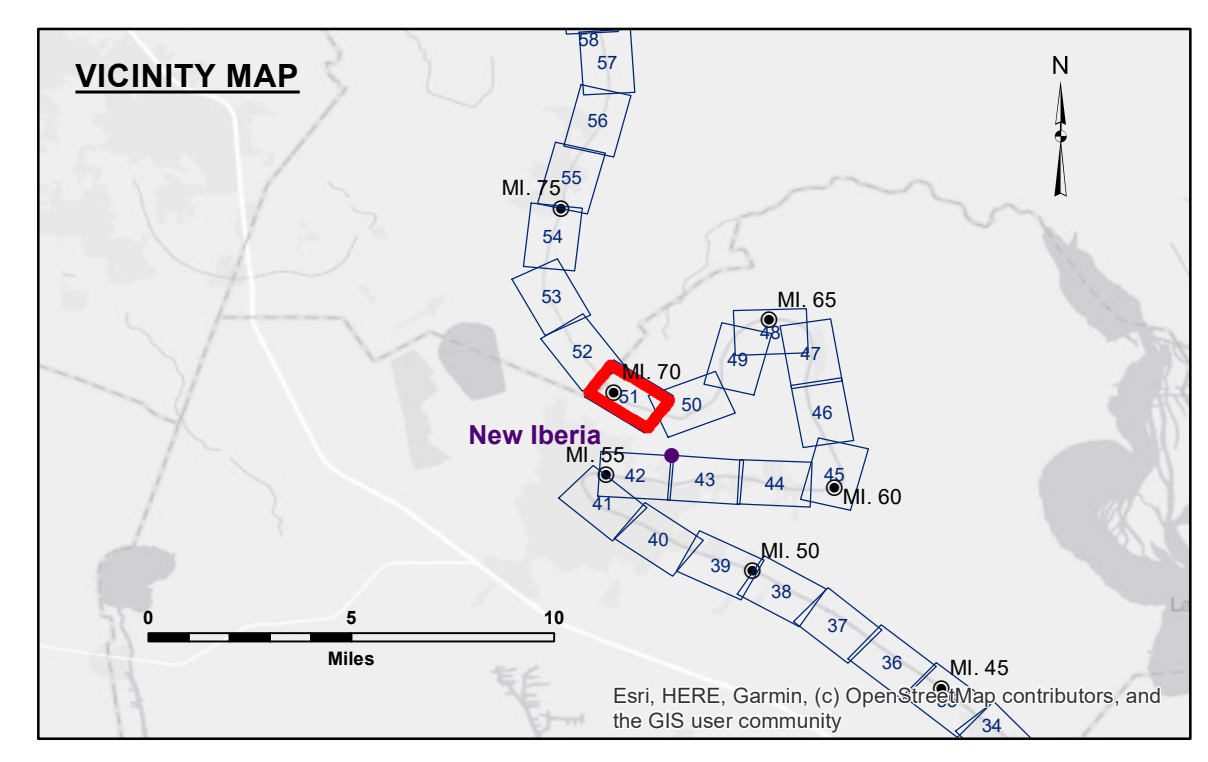 58
57
VICINITY MAP
N
56
55
MI. 75
54
53
MI. 65
48
47
49
52
MI. 70
51
50
46
New Iberia
MI. 55
42
43
44
45
MI. 60
41
40
39
MI. 50
38
37
36
MI. 45
35
34
0
5
10
Miles
La
Esri, HERE, Garmin, (c) OpenStreetMap contributors, and
the GIS user community